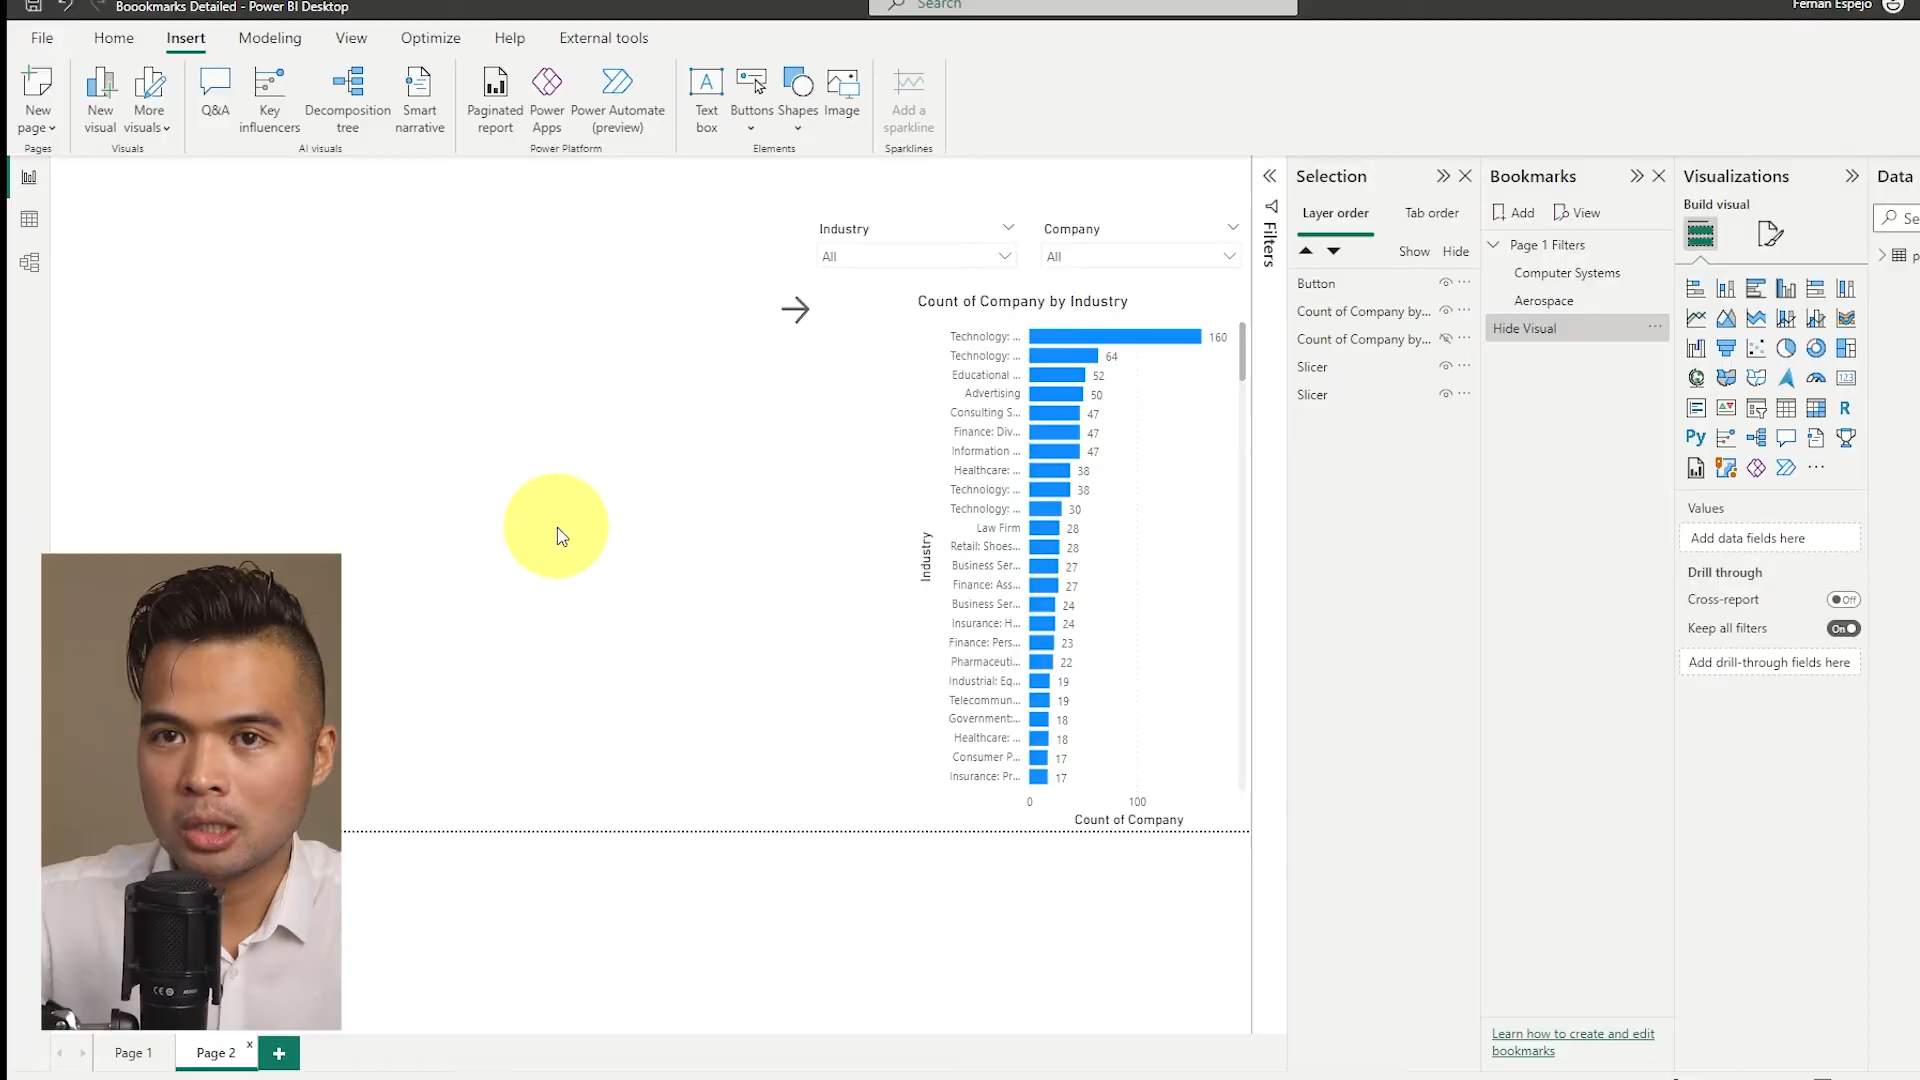 Boookmarks Detailed - Power BI Desktop
Search
Fernan Espejo
File
Home
Insert
Modeling
View
Optimize
Help
External tools
New
page
New
visual
More
visuals
Q&A
Key
influencers
Decomposition
tree
Smart
narrative
Paginated
report
Power
Apps
Power Automate
(preview)
Text
box
Buttons
Shapes
Image
Add a
sparkline
Pages
Visuals
AI visuals
Power Platform
Elements
Sparklines
Industry
All
Company
All
Count of Company by Industry
Technology: ... 160
Technology: ... 64
Educational ... 52
Advertising 50
Consulting S... 47
Finance: Div... 47
Information ... 47
Healthcare: ... 38
Technology: ... 38
Technology: ... 30
Law Firm 28
Retail: Shoes... 28
Business Ser... 27
Finance: Ass... 27
Business Ser... 24
Insurance: H... 24
Finance: Pers... 23
Pharmaceuti... 22
Industrial: Eq... 19
Telecommun... 19
Government:... 18
Healthcare: ... 18
Consumer P... 17
Insurance: Pr... 17
Industry
0
100
Count of Company
Filters
Selection
Layer order
Tab order
Show
Hide
Button
Count of Company by...
Count of Company by...
Slicer
Slicer
Bookmarks
Add
View
Page 1 Filters
Computer Systems
Aerospace
Hide Visual
Learn how to create and edit
bookmarks
Visualizations
Build visual
123
R
Py
Values
Add data fields here
Drill through
Cross-report
Off
Keep all filters
On
Add drill-through fields here
Data
Se
p
CE
Page 1
Page 2
x